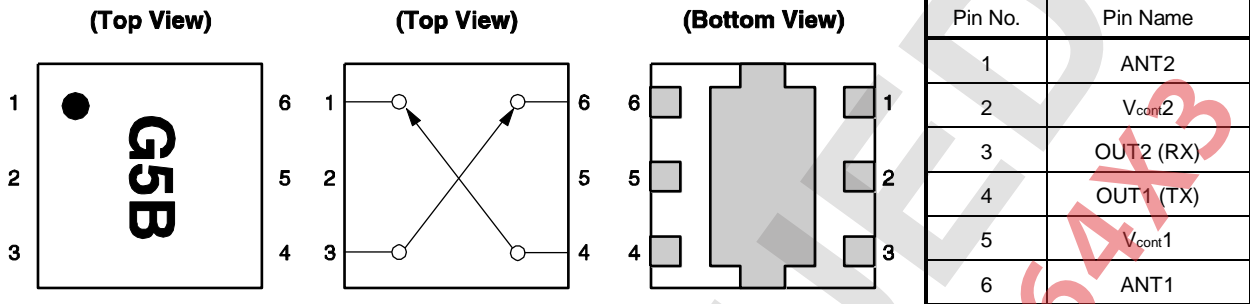 (Top View)
1 6
2 5
3 4
G5B
(Top View)
1 6
2 5
3 4
(Bottom View)
6 1
5 2
4 3
Pin No. Pin Name
1 ANT2
2 Vcont2
3 OUT2 (RX)
4 OUT1 (TX)
5 Vcont1
6 ANT1
64X3